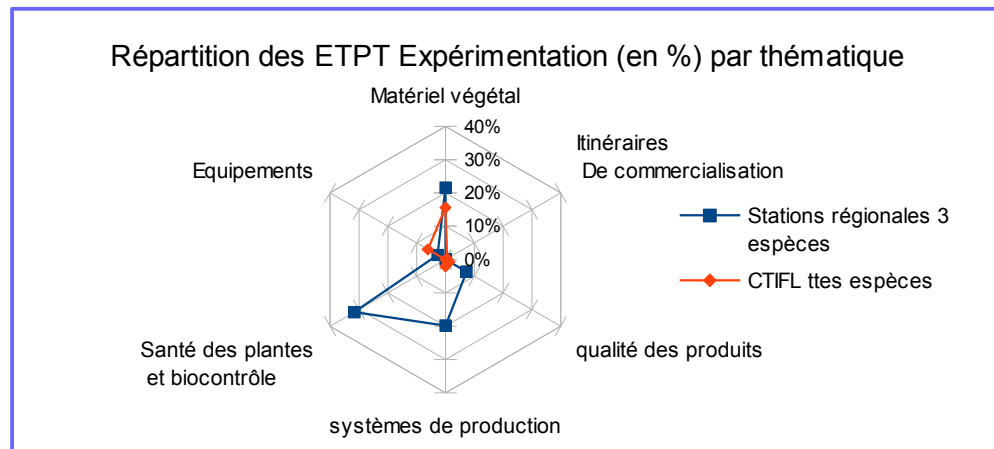 Répartition des ETPT Expérimentation (en %) par thématique
Matériel végétal
40%
30%
20%
10%
0%
Itinéraires
De commercialisation
Equipements
Stations régionales 3
espèces
CTIFL ttes espèces
Santé des plantes
et biocontrôle
qualité des produits
systèmes de production